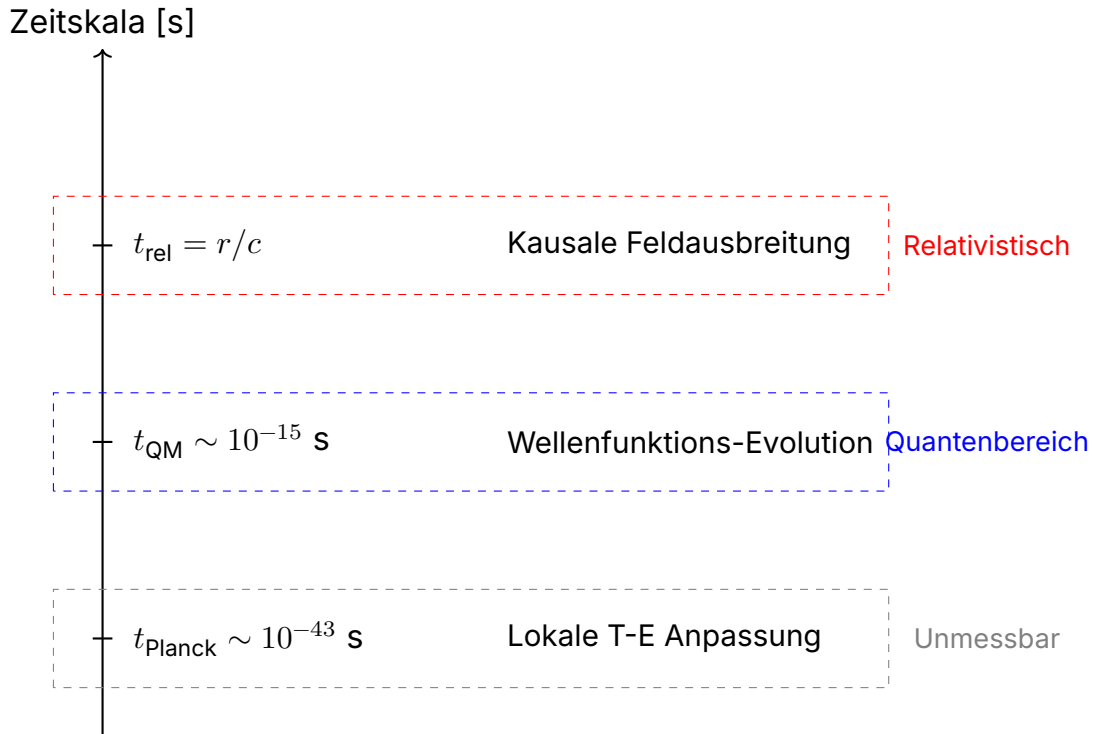 Zeitskala [s]
t_rel = r/c Kausale Feldausbreitung Relativistisch
t_QM ∼ 10⁻¹⁵ s Wellenfunktions-Evolution Quantenbereich
t_Planck ∼ 10⁻⁴³ s Lokale T-E Anpassung Unmessbar